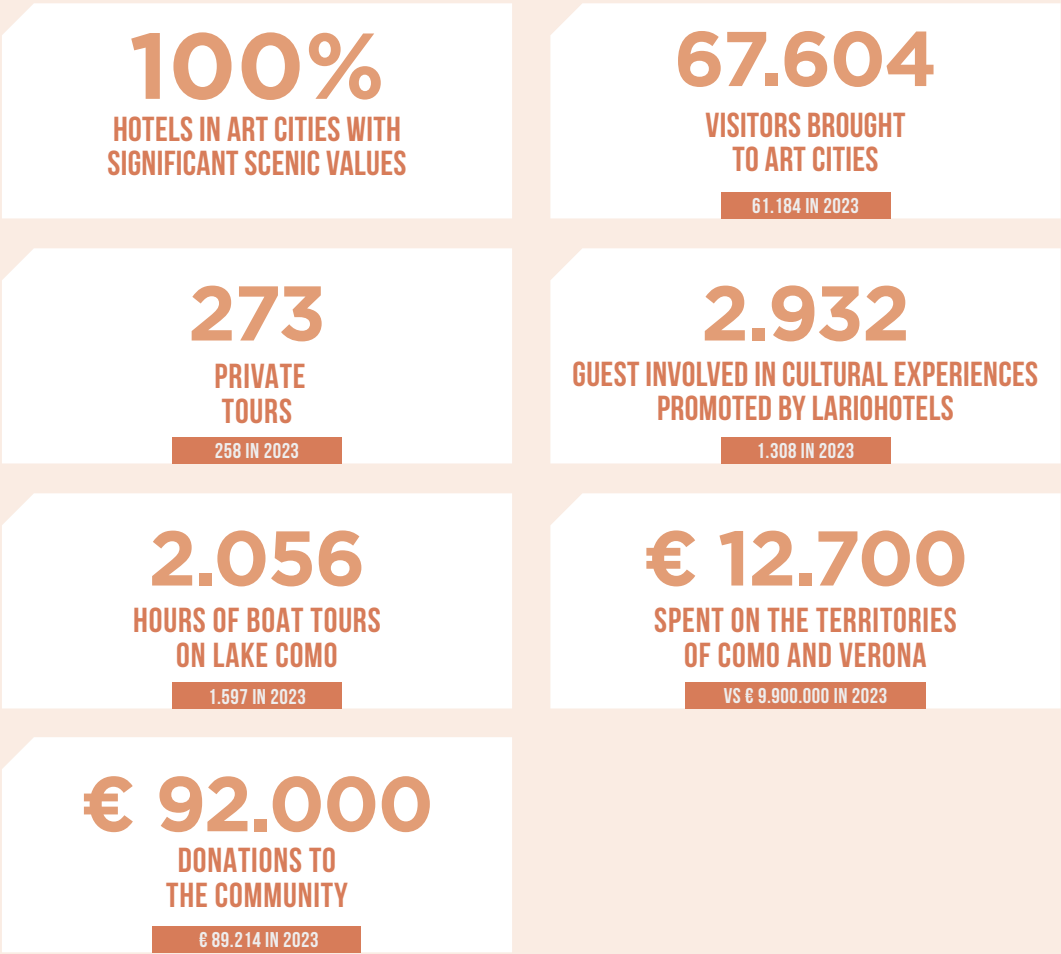 100%
HOTELS IN ART CITIES WITH
SIGNIFICANT SCENIC VALUES
67.604
VISITORS BROUGHT
TO ART CITIES
61.184 IN 2023
273
PRIVATE
TOURS
258 IN 2023
2.932
GUEST INVOLVED IN CULTURAL EXPERIENCES
PROMOTED BY LARIOHOTELS
1.308 IN 2023
2.056
HOURS OF BOAT TOURS
ON LAKE COMO
1.597 IN 2023
€ 12.700
SPENT ON THE TERRITORIES
OF COMO AND VERONA
VS € 9.900.000 IN 2023
€ 92.000
DONATIONS TO
THE COMMUNITY
€ 89.214 IN 2023